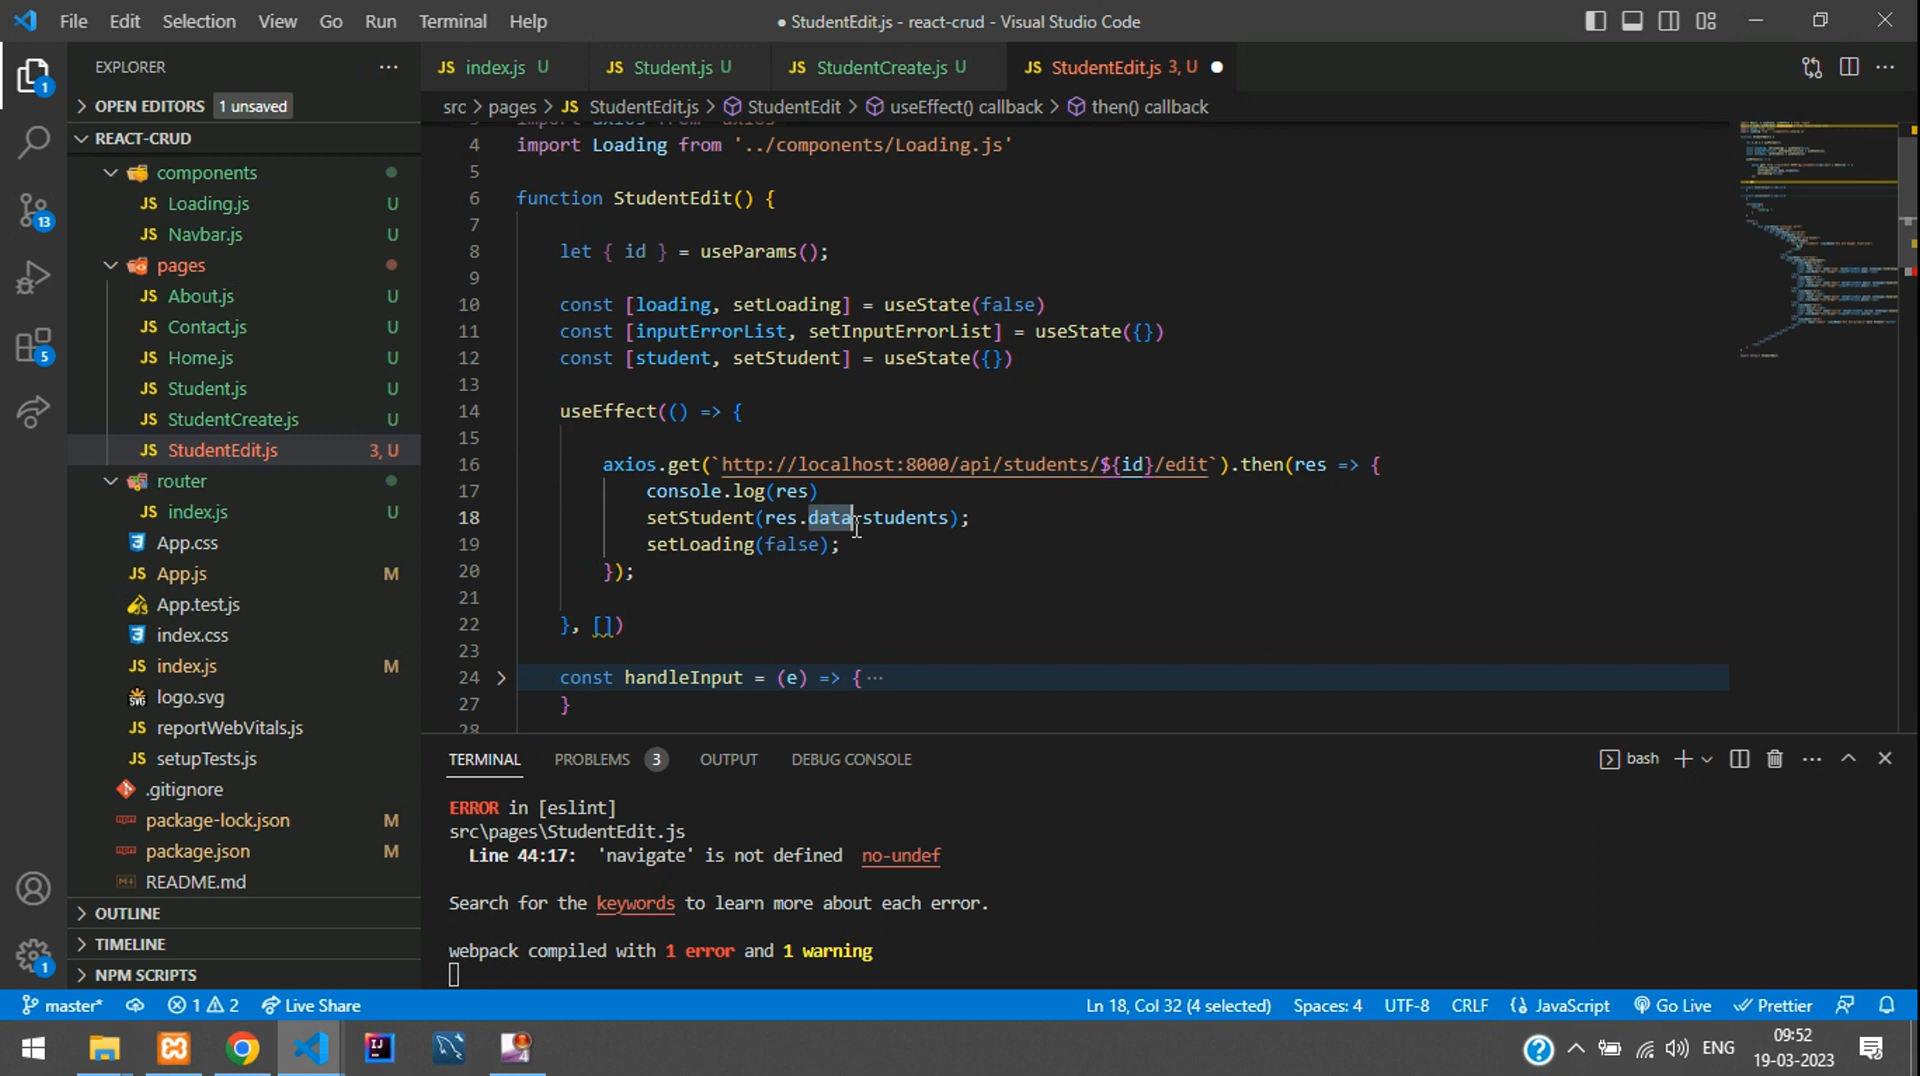 File Edit Selection View Go Run Terminal Help
● StudentEdit.js - react-crud - Visual Studio Code
EXPLORER
OPEN EDITORS 1 unsaved
REACT-CRUD
components
JS Loading.js U
JS Navbar.js U
pages
JS About.js U
JS Contact.js U
JS Home.js U
JS Student.js U
JS StudentCreate.js U
JS StudentEdit.js 3, U
router
JS index.js U
App.css
JS App.js M
App.test.js
index.css
JS index.js M
logo.svg
JS reportWebVitals.js
JS setupTests.js
.gitignore
package-lock.json M
package.json M
README.md
OUTLINE
TIMELINE
NPM SCRIPTS
1
13
5
1
JS index.js U
JS Student.js U
JS StudentCreate.js U
JS StudentEdit.js 3, U ●
src > pages > JS StudentEdit.js > StudentEdit > useEffect() callback > then() callback
4 import Loading from '../components/Loading.js'
5
6 function StudentEdit() {
7
8 let { id } = useParams();
9
10 const [loading, setLoading] = useState(false)
11 const [inputErrorList, setInputErrorList] = useState({})
12 const [student, setStudent] = useState({})
13
14 useEffect(() => {
15
16 axios.get(`http://localhost:8000/api/students/${id}/edit`).then(res => {
17 console.log(res)
18 setStudent(res.data.students);
19 setLoading(false);
20 });
21
22 }, [])
23
24 const handleInput = (e) => { ⋯
27 }
28
TERMINAL PROBLEMS 3 OUTPUT DEBUG CONSOLE
bash
ERROR in [eslint]
src\pages\StudentEdit.js
Line 44:17: 'navigate' is not defined no-undef
Search for the keywords to learn more about each error.
webpack compiled with 1 error and 1 warning
master* 1 2 Live Share
Ln 18, Col 32 (4 selected) Spaces: 4 UTF-8 CRLF JavaScript Go Live Prettier
IJ
4
ENG
09:52
19-03-2023